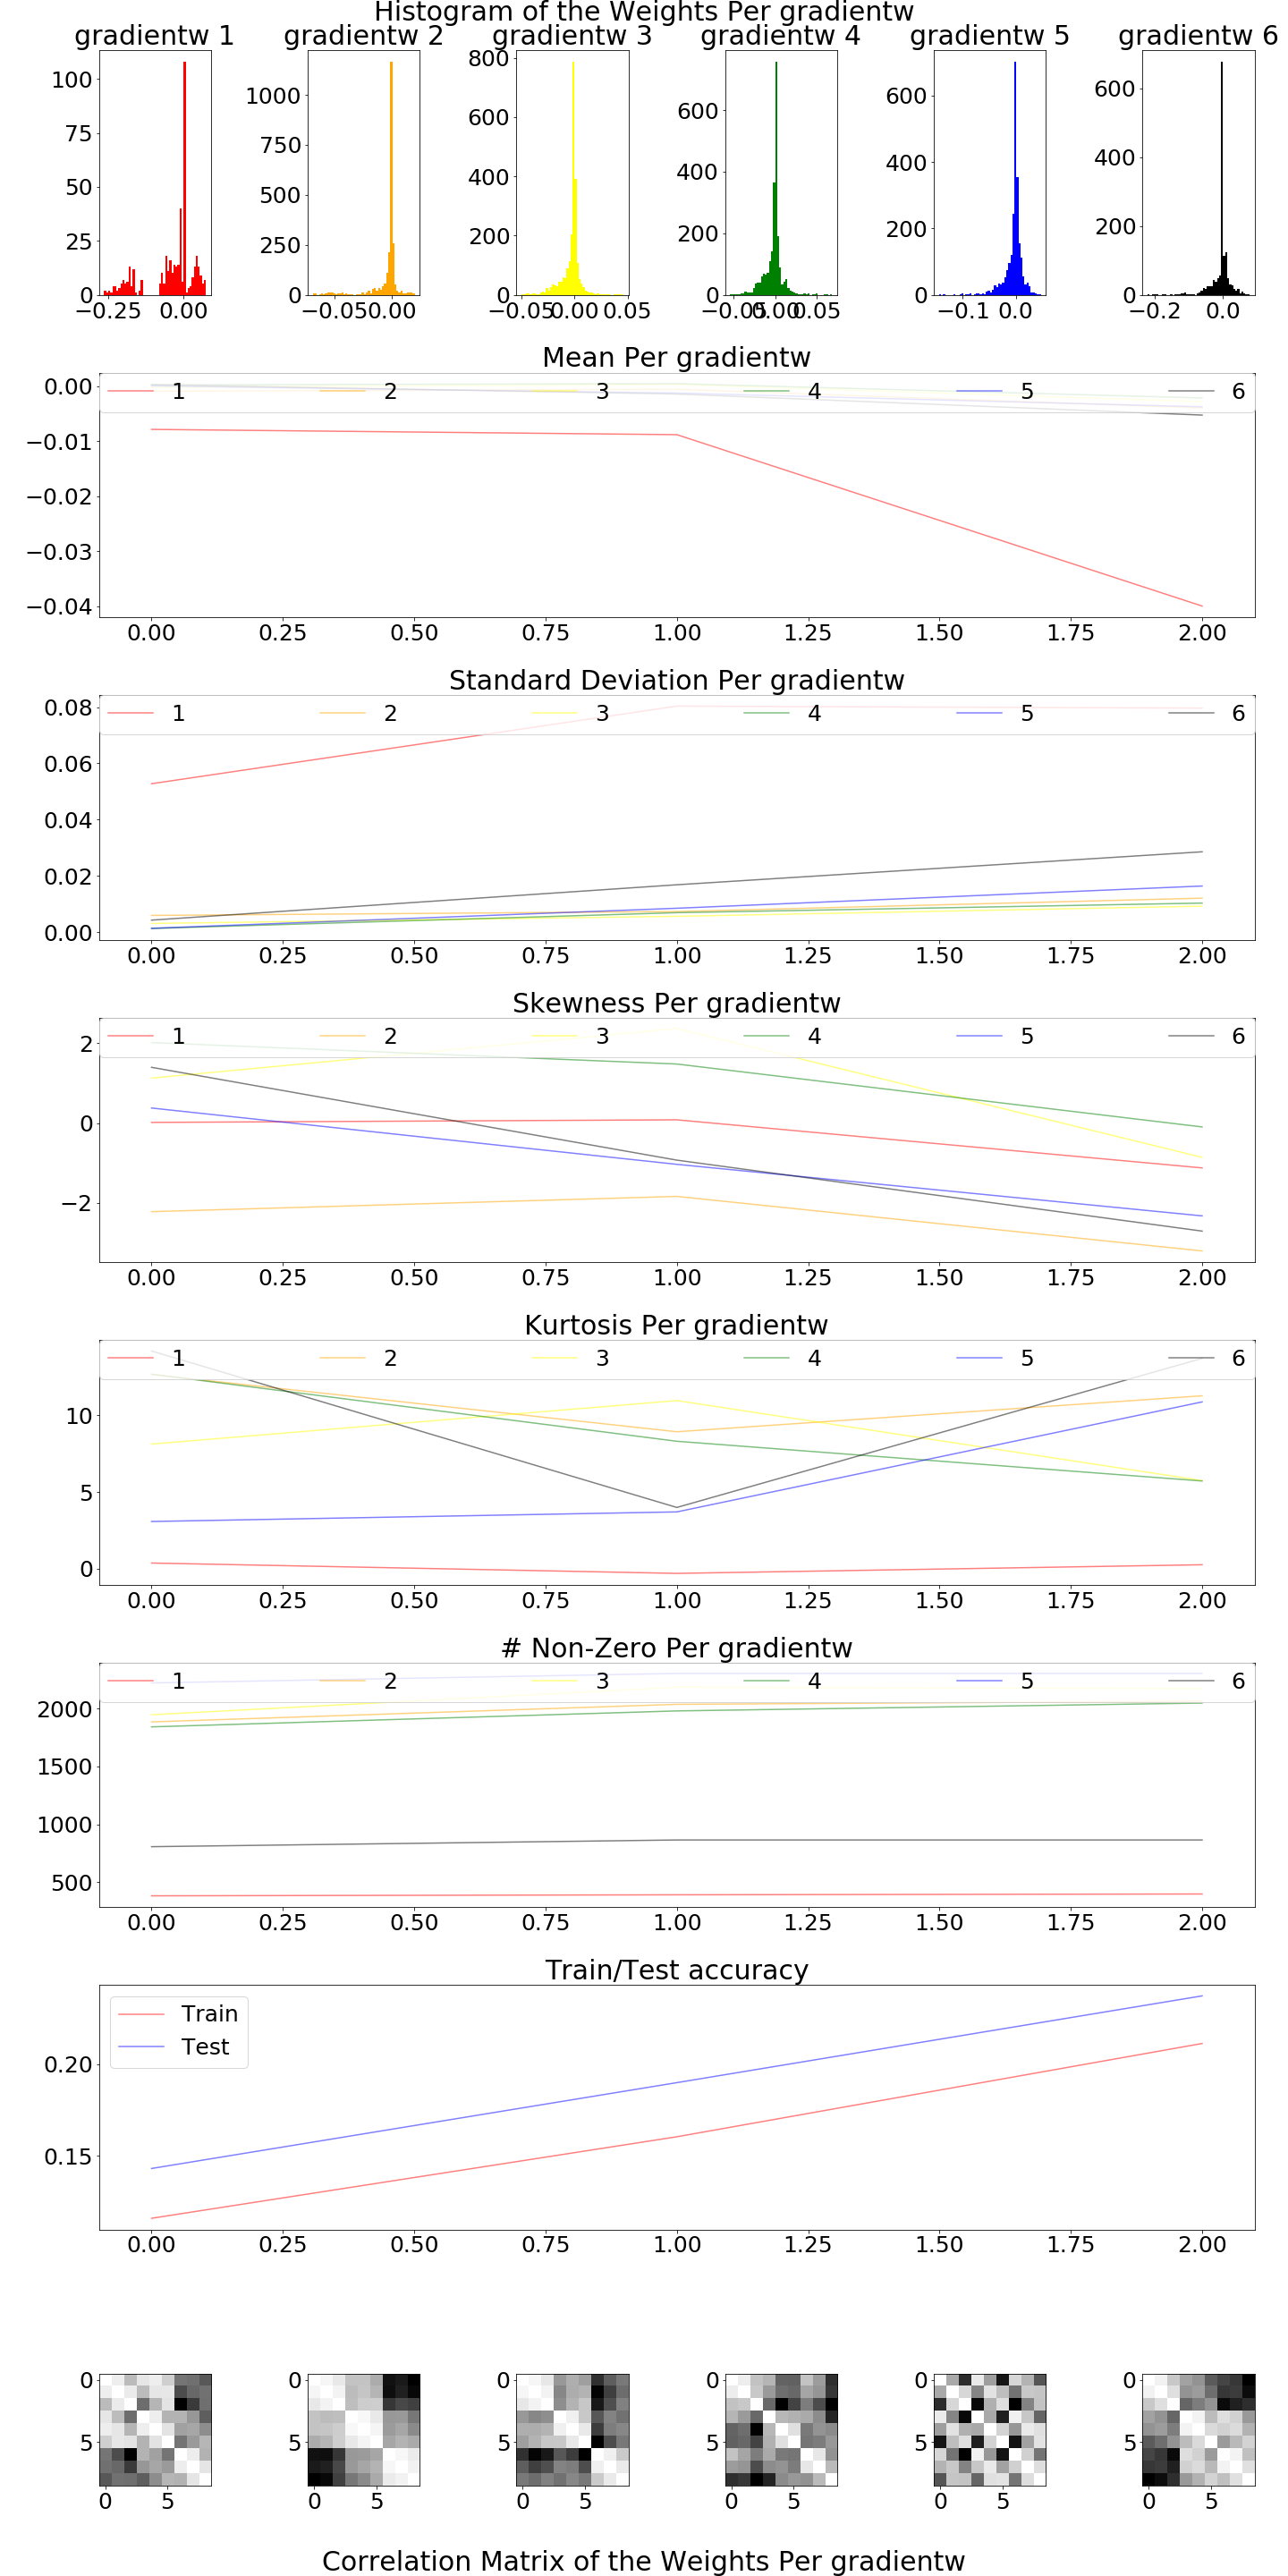 Histogram of the Weights Per gradientw
gradientw 1 gradientw 2 gradientw 3 gradientw 4 gradientw 5 gradientw 6
100
75
50
25
0
−0.25 0.00
1000
750
500
250
0
−0.05 0.00
800
600
400
200
0
−0.05 0.00 0.05
600
400
200
0
−0.05 0.00 0.05
600
400
200
0
−0.1 0.0
600
400
200
0
−0.2 0.0
Mean Per gradientw
1 2 3 4 5 6
0.00
−0.01
−0.02
−0.03
−0.04
0.00 0.25 0.50 0.75 1.00 1.25 1.50 1.75 2.00
Standard Deviation Per gradientw
1 2 3 4 5 6
0.08
0.06
0.04
0.02
0.00
0.00 0.25 0.50 0.75 1.00 1.25 1.50 1.75 2.00
Skewness Per gradientw
1 2 3 4 5 6
2
0
−2
0.00 0.25 0.50 0.75 1.00 1.25 1.50 1.75 2.00
Kurtosis Per gradientw
1 2 3 4 5 6
10
5
0
0.00 0.25 0.50 0.75 1.00 1.25 1.50 1.75 2.00
# Non-Zero Per gradientw
1 2 3 4 5 6
2000
1500
1000
500
0.00 0.25 0.50 0.75 1.00 1.25 1.50 1.75 2.00
Train/Test accuracy
Train
Test
0.20
0.15
0.00 0.25 0.50 0.75 1.00 1.25 1.50 1.75 2.00
0 0 0 0 0 0
5 5 5 5 5 5
0 5 0 5 0 5 0 5 0 5 0 5
Correlation Matrix of the Weights Per gradientw